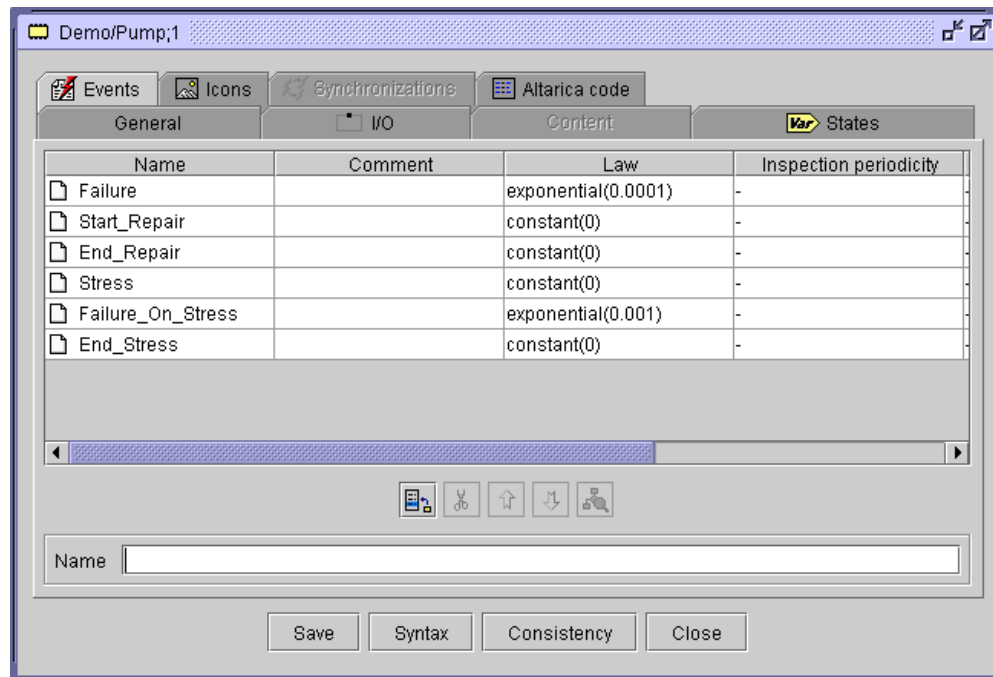 Demo/Pump;1
Events Icons Synchronizations Altarica code
General I/O Content Var States
Name Comment Law Inspection periodicity
Failure exponential(0.0001) -
Start_Repair constant(0) -
End_Repair constant(0) -
Stress constant(0) -
Failure_On_Stress exponential(0.001) -
End_Stress constant(0) -
Name
Save Syntax Consistency Close